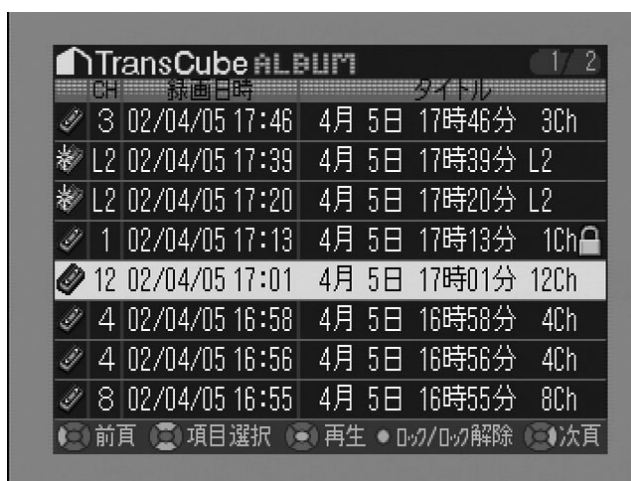 TransCube ALBUM 1/2
CH 録画日時 タイトル
3 02/04/05 17:46 4月 5日 17時46分 3Ch
L2 02/04/05 17:39 4月 5日 17時39分 L2
L2 02/04/05 17:20 4月 5日 17時20分 L2
1 02/04/05 17:13 4月 5日 17時13分 1Ch
12 02/04/05 17:01 4月 5日 17時01分 12Ch
4 02/04/05 16:58 4月 5日 16時58分 4Ch
4 02/04/05 16:56 4月 5日 16時56分 4Ch
8 02/04/05 16:55 4月 5日 16時55分 8Ch
前頁 項目選択 再生 ●ロック/ロック解除 次頁